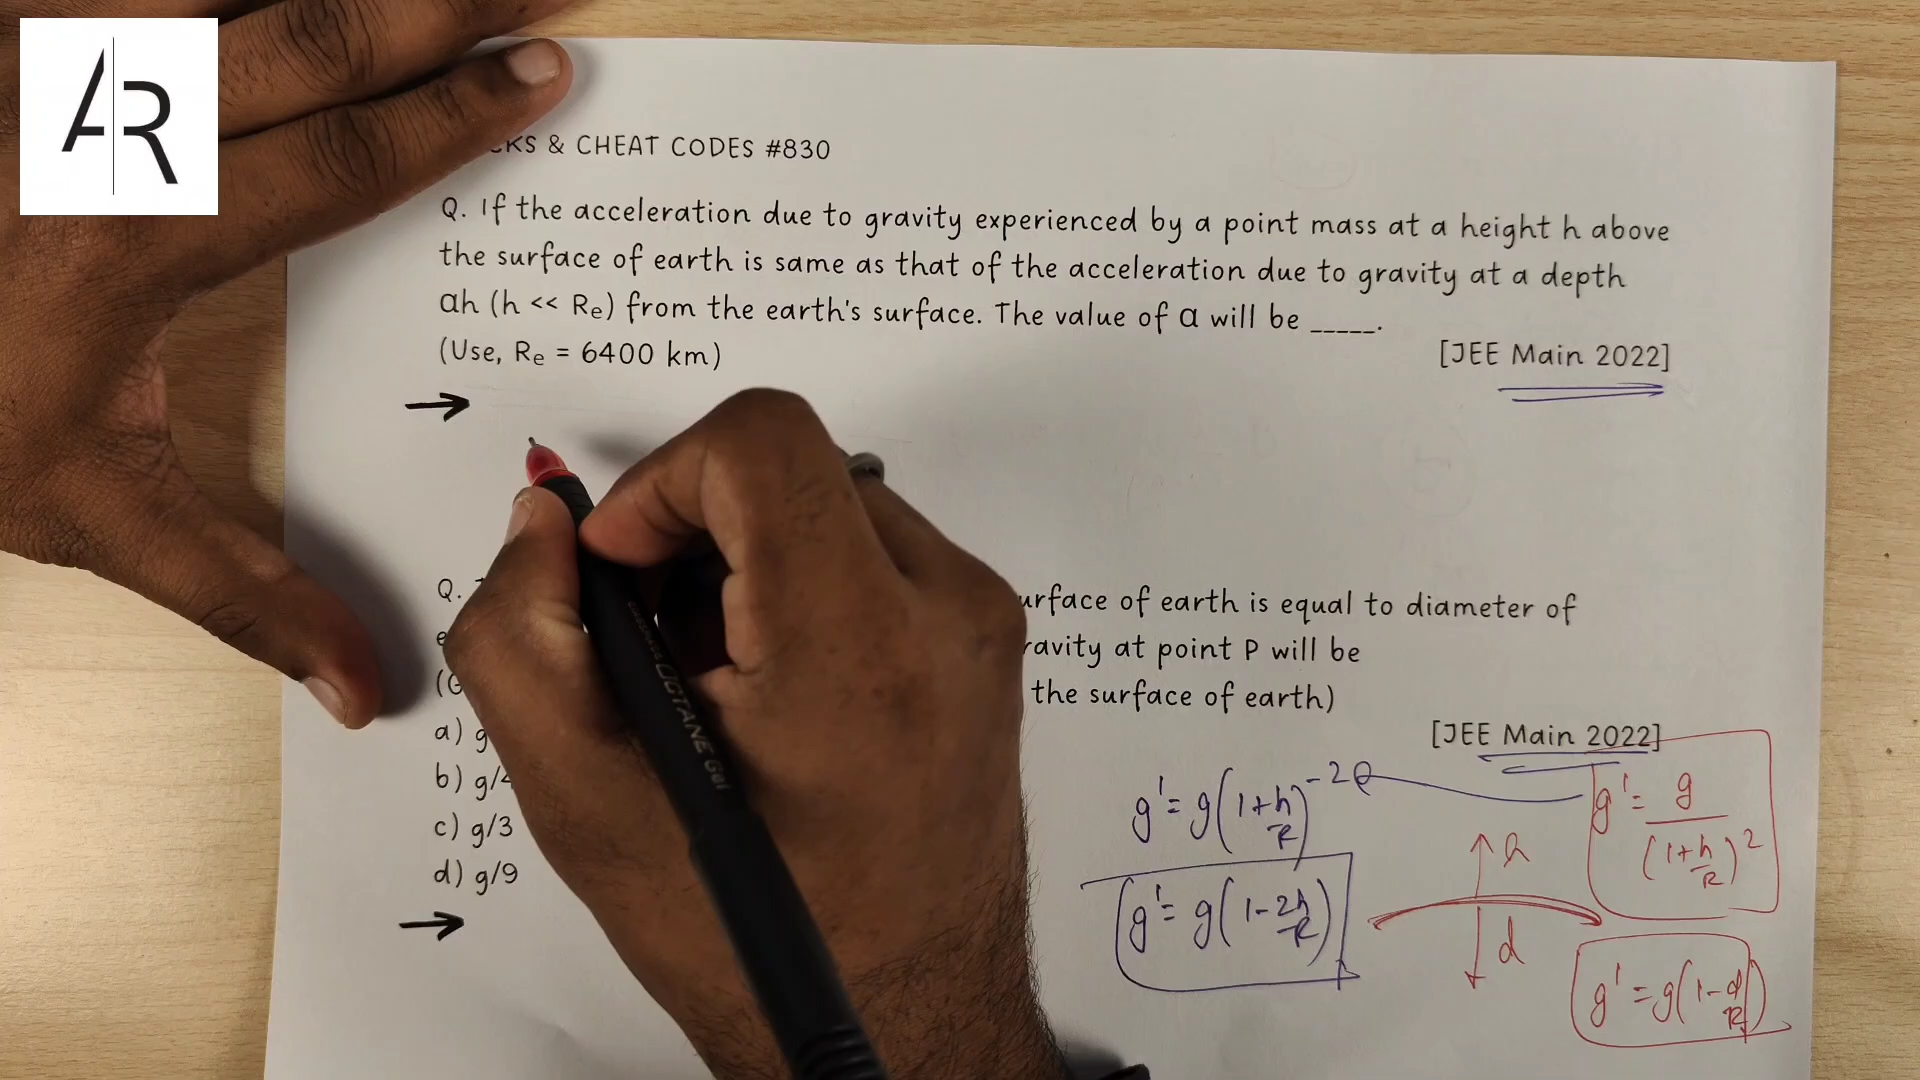 AR
KS & CHEAT CODES #830
Q. If the acceleration due to gravity experienced by a point mass at a height h above
the surface of earth is same as that of the acceleration due to gravity at a depth
αh (h << Re) from the earth's surface. The value of α will be _____.
(Use, Re = 6400 km)
[JEE Main 2022]
Q.
urface of earth is equal to diameter of
ravity at point P will be
the surface of earth)
a) g
b) g/4
c) g/3
d) g/9
[JEE Main 2022]
g' = g(1+h/R)^-2
g' = g/(1+h/R)^2
h
g' = g(1-2h/R)
d
g' = g(1-d/R)
OCTANE Gel